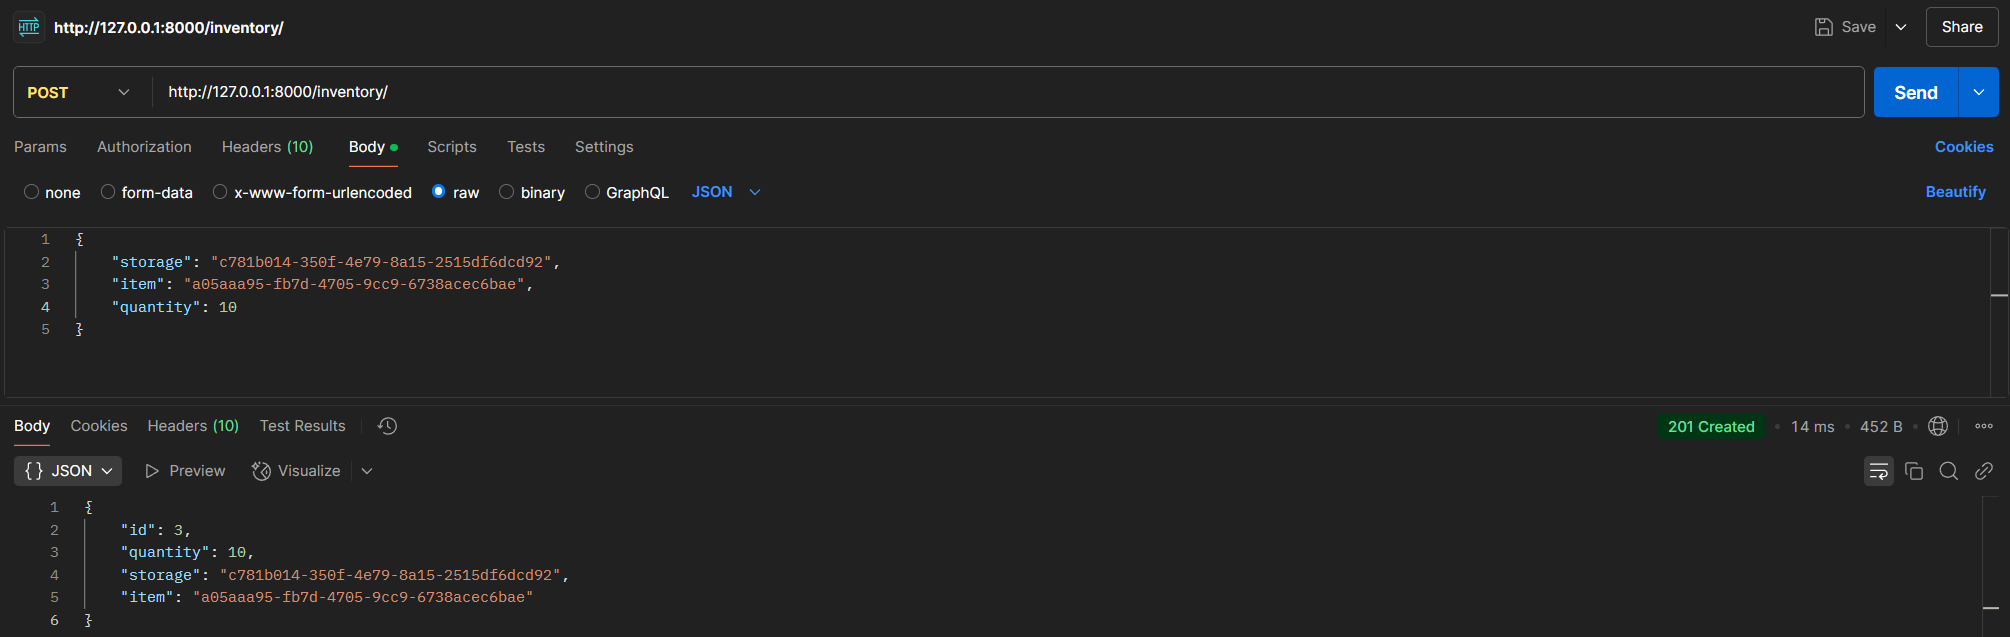 HTTP http://127.0.0.1:8000/inventory/ Save Share
POST http://127.0.0.1:8000/inventory/ Send
Params Authorization Headers (10) Body Scripts Tests Settings Cookies
none form-data x-www-form-urlencoded raw binary GraphQL JSON Beautify
1 {
2 "storage": "c781b014-350f-4e79-8a15-2515df6dcd92",
3 "item": "a05aaa95-fb7d-4705-9cc9-6738acec6bae",
4 "quantity": 10
5 }
Body Cookies Headers (10) Test Results 201 Created 14 ms 452 B
{} JSON Preview Visualize
1 {
2 "id": 3,
3 "quantity": 10,
4 "storage": "c781b014-350f-4e79-8a15-2515df6dcd92",
5 "item": "a05aaa95-fb7d-4705-9cc9-6738acec6bae"
6 }